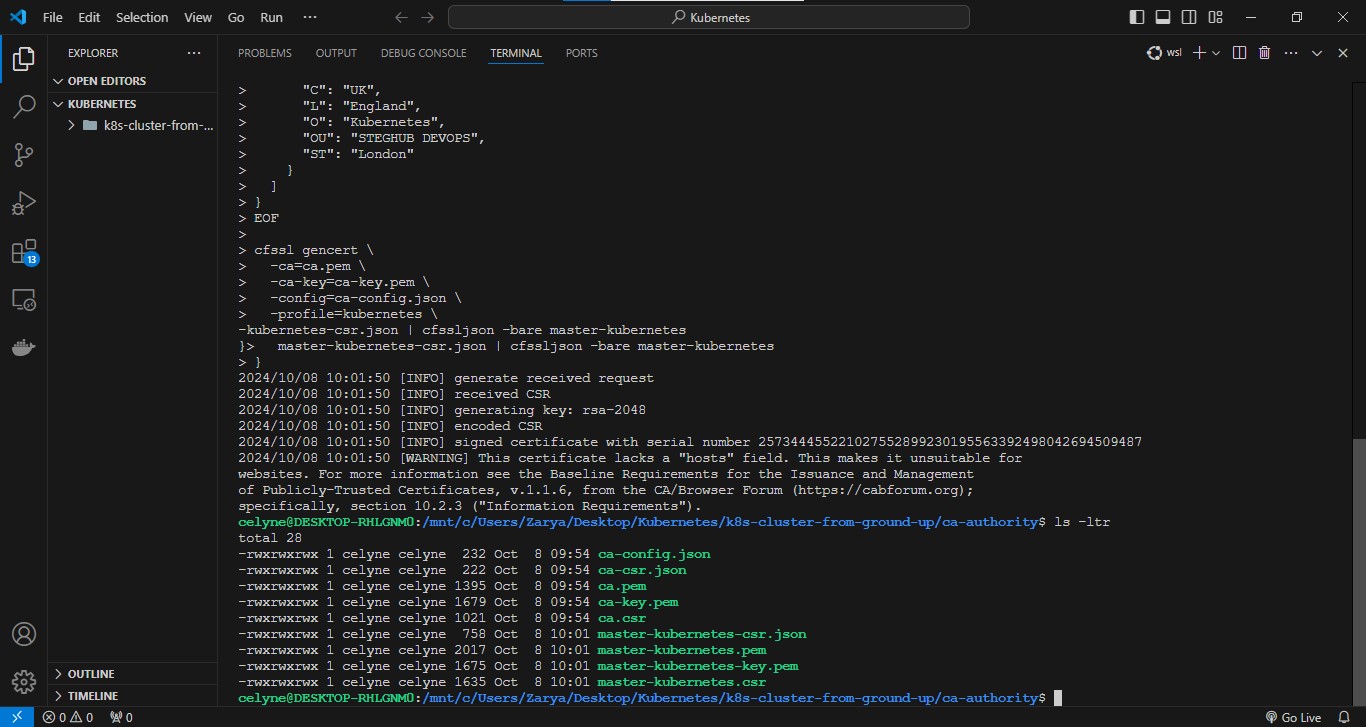 File Edit Selection View Go Run ··· Kubernetes
EXPLORER ···
OPEN EDITORS
KUBERNETES
k8s-cluster-from-...
13
OUTLINE
TIMELINE
PROBLEMS OUTPUT DEBUG CONSOLE TERMINAL PORTS wsl
> "C": "UK",
> "L": "England",
> "O": "Kubernetes",
> "OU": "STEGHUB DEVOPS",
> "ST": "London"
> }
> ]
> }
> EOF
>
> cfssl gencert \
> -ca=ca.pem \
> -ca-key=ca-key.pem \
> -config=ca-config.json \
> -profile=kubernetes \
-kubernetes-csr.json | cfssljson -bare master-kubernetes
}> master-kubernetes-csr.json | cfssljson -bare master-kubernetes
> }
2024/10/08 10:01:50 [INFO] generate received request
2024/10/08 10:01:50 [INFO] received CSR
2024/10/08 10:01:50 [INFO] generating key: rsa-2048
2024/10/08 10:01:50 [INFO] encoded CSR
2024/10/08 10:01:50 [INFO] signed certificate with serial number 257344455221027552899230195563392498042694509487
2024/10/08 10:01:50 [WARNING] This certificate lacks a "hosts" field. This makes it unsuitable for
websites. For more information see the Baseline Requirements for the Issuance and Management
of Publicly-Trusted Certificates, v.1.1.6, from the CA/Browser Forum (https://cabforum.org);
specifically, section 10.2.3 ("Information Requirements").
celyne@DESKTOP-RHLGNM0:/mnt/c/Users/Zarya/Desktop/Kubernetes/k8s-cluster-from-ground-up/ca-authority$ ls -ltr
total 28
-rwxrwxrwx 1 celyne celyne 232 Oct 8 09:54 ca-config.json
-rwxrwxrwx 1 celyne celyne 222 Oct 8 09:54 ca-csr.json
-rwxrwxrwx 1 celyne celyne 1395 Oct 8 09:54 ca.pem
-rwxrwxrwx 1 celyne celyne 1679 Oct 8 09:54 ca-key.pem
-rwxrwxrwx 1 celyne celyne 1021 Oct 8 09:54 ca.csr
-rwxrwxrwx 1 celyne celyne 758 Oct 8 10:01 master-kubernetes-csr.json
-rwxrwxrwx 1 celyne celyne 2017 Oct 8 10:01 master-kubernetes.pem
-rwxrwxrwx 1 celyne celyne 1675 Oct 8 10:01 master-kubernetes-key.pem
-rwxrwxrwx 1 celyne celyne 1635 Oct 8 10:01 master-kubernetes.csr
celyne@DESKTOP-RHLGNM0:/mnt/c/Users/Zarya/Desktop/Kubernetes/k8s-cluster-from-ground-up/ca-authority$
0 0 0 Go Live